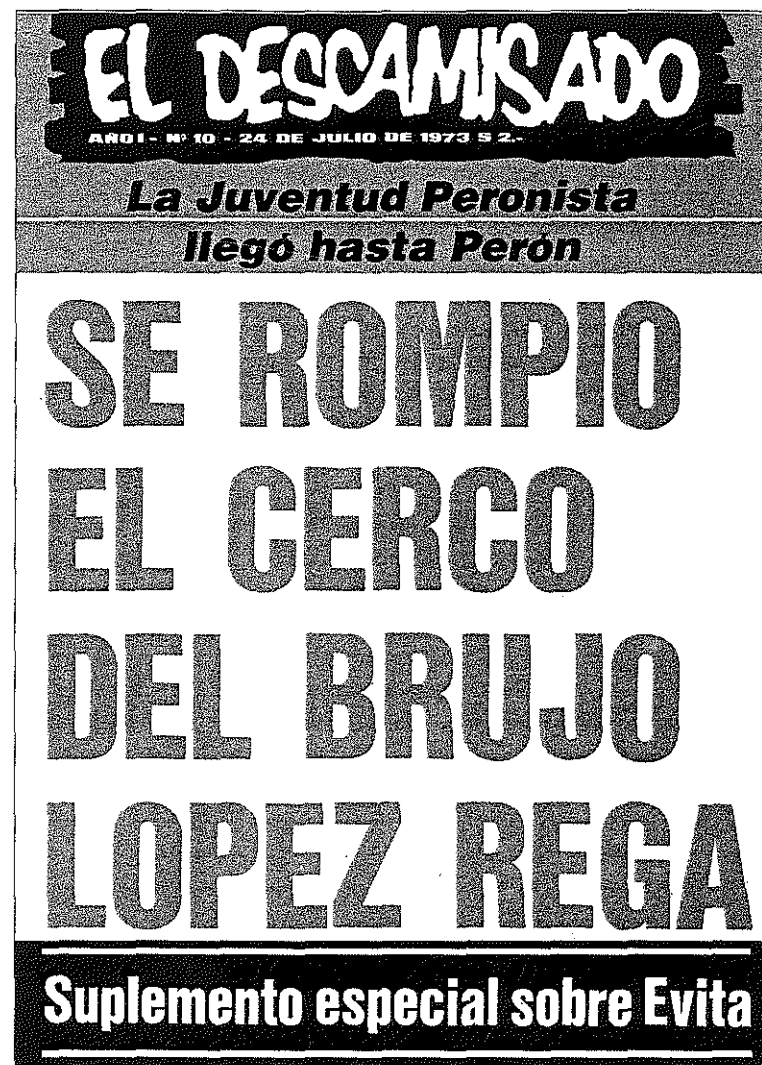 EL DESCAMISADO
AÑO I - Nº 10 - 24 DE JULIO DE 1973 $ 2.-
La Juventud Peronista
llegó hasta Perón
SE ROMPIO
EL CERCO
DEL BRUJO
LOPEZ REGA
Suplemento especial sobre Evita